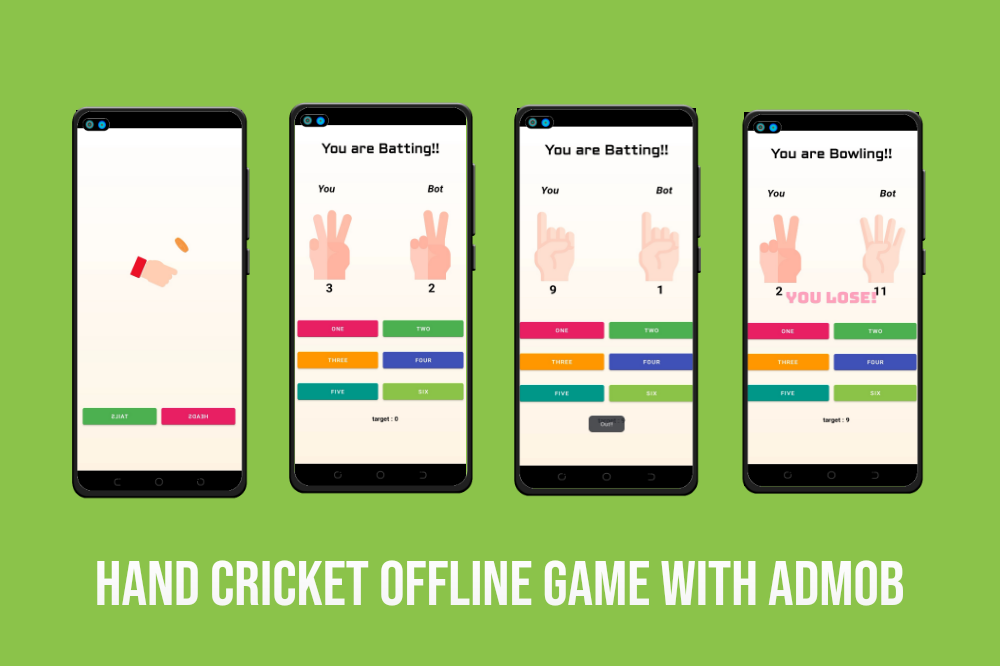 TAILS
HEADS
You are Batting!!
You
Bot
3
2
ONE
TWO
THREE
FOUR
FIVE
SIX
target : 0
You are Batting!!
You
Bot
9
1
ONE
TWO
THREE
FOUR
FIVE
SIX
Out!!
You are Bowling!!
You
Bot
2
11
YOU LOSE!
ONE
TWO
THREE
FOUR
FIVE
SIX
target : 9
HAND CRICKET OFFLINE GAME WITH ADMOB